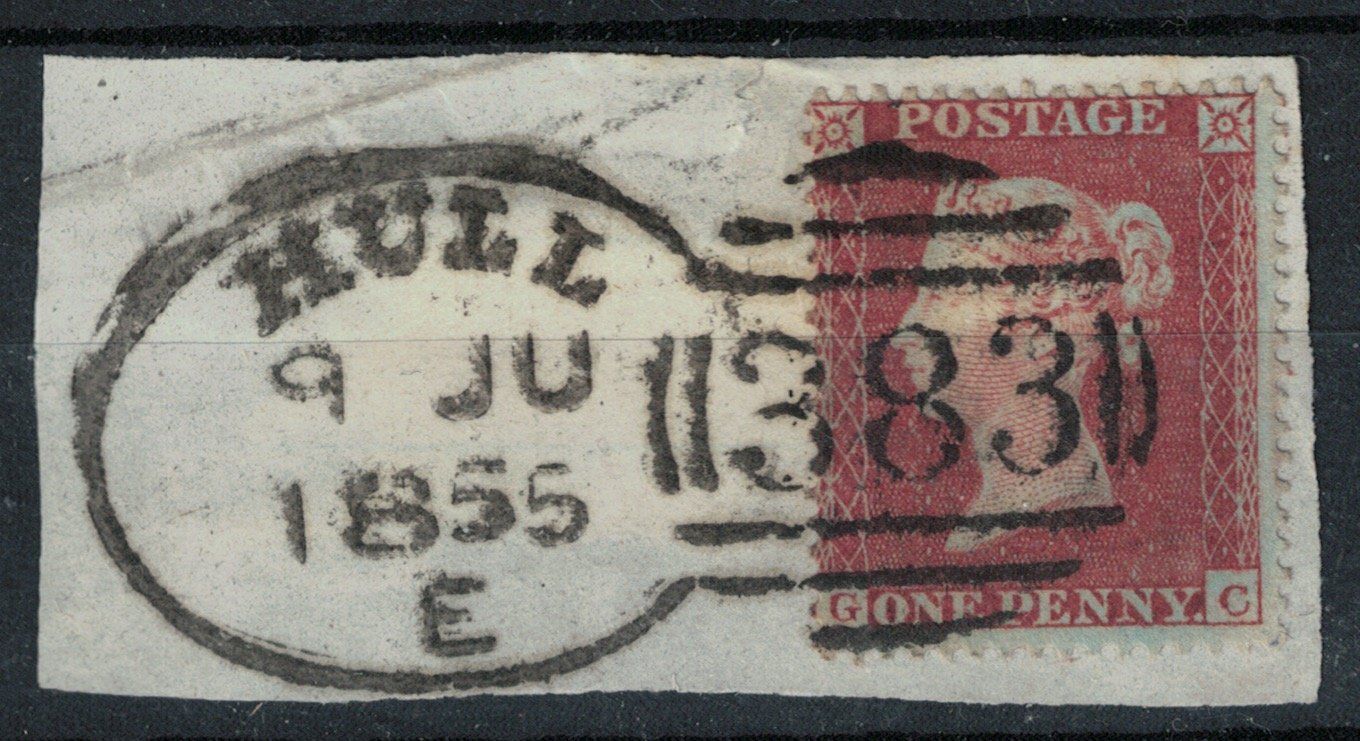 HULL
9 JU
1855
E
383
POSTAGE
G ONE PENNY. C